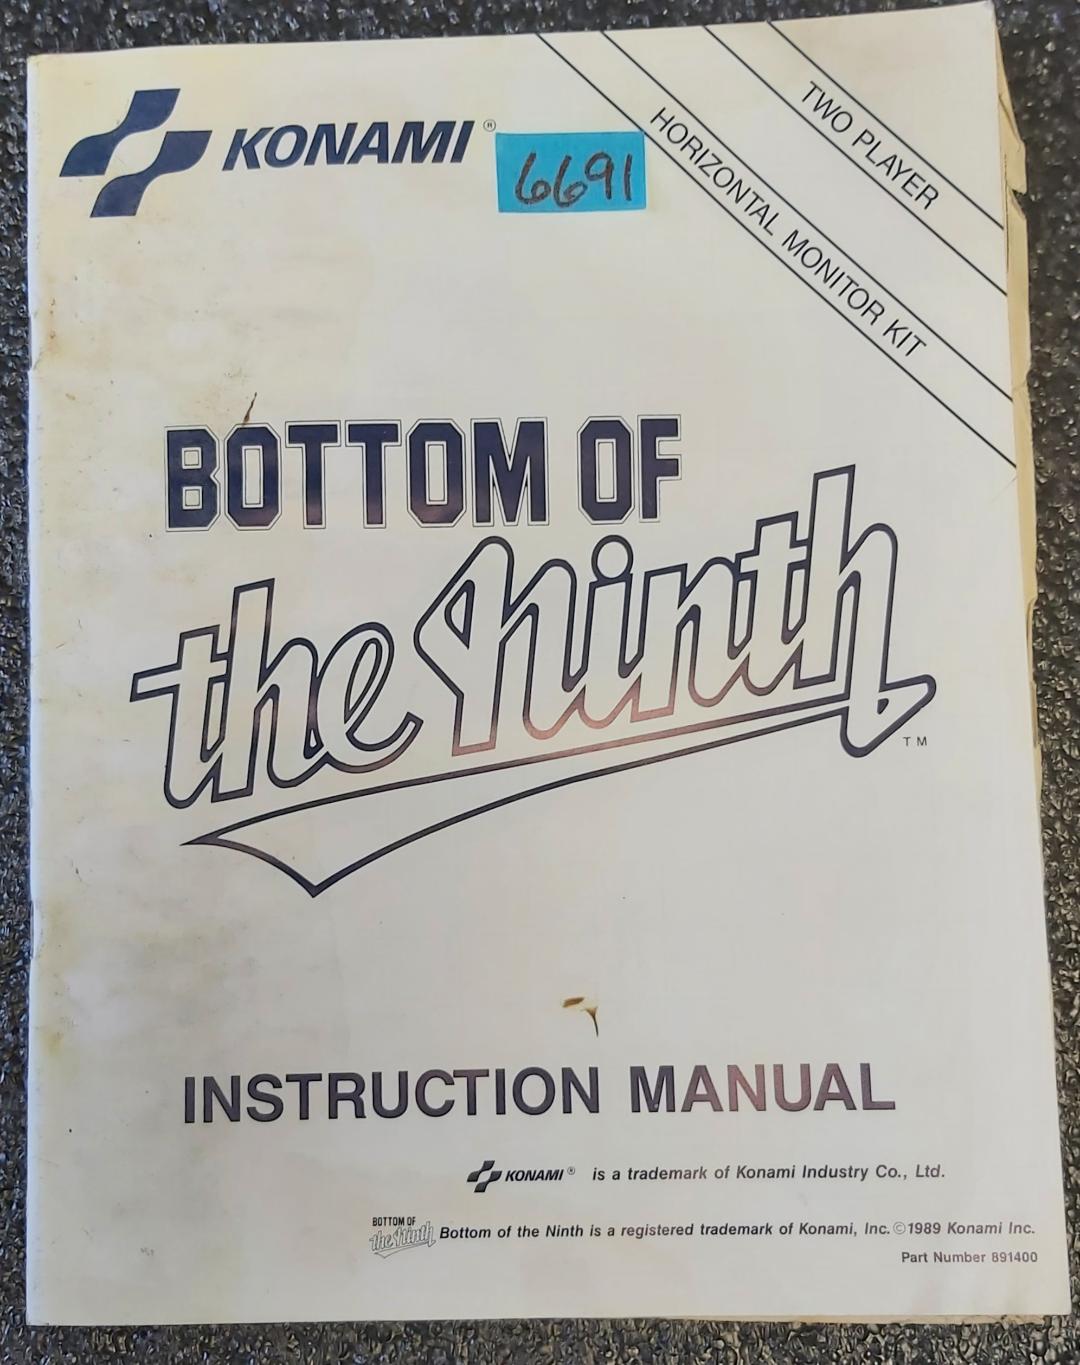 KONAMI®
6691
TWO PLAYER
HORIZONTAL MONITOR KIT
BOTTOM OF
the Ninth
TM
INSTRUCTION MANUAL
KONAMI® is a trademark of Konami Industry Co., Ltd.
BOTTOM OF
the Ninth Bottom of the Ninth is a registered trademark of Konami, Inc.©1989 Konami Inc.
Part Number 891400